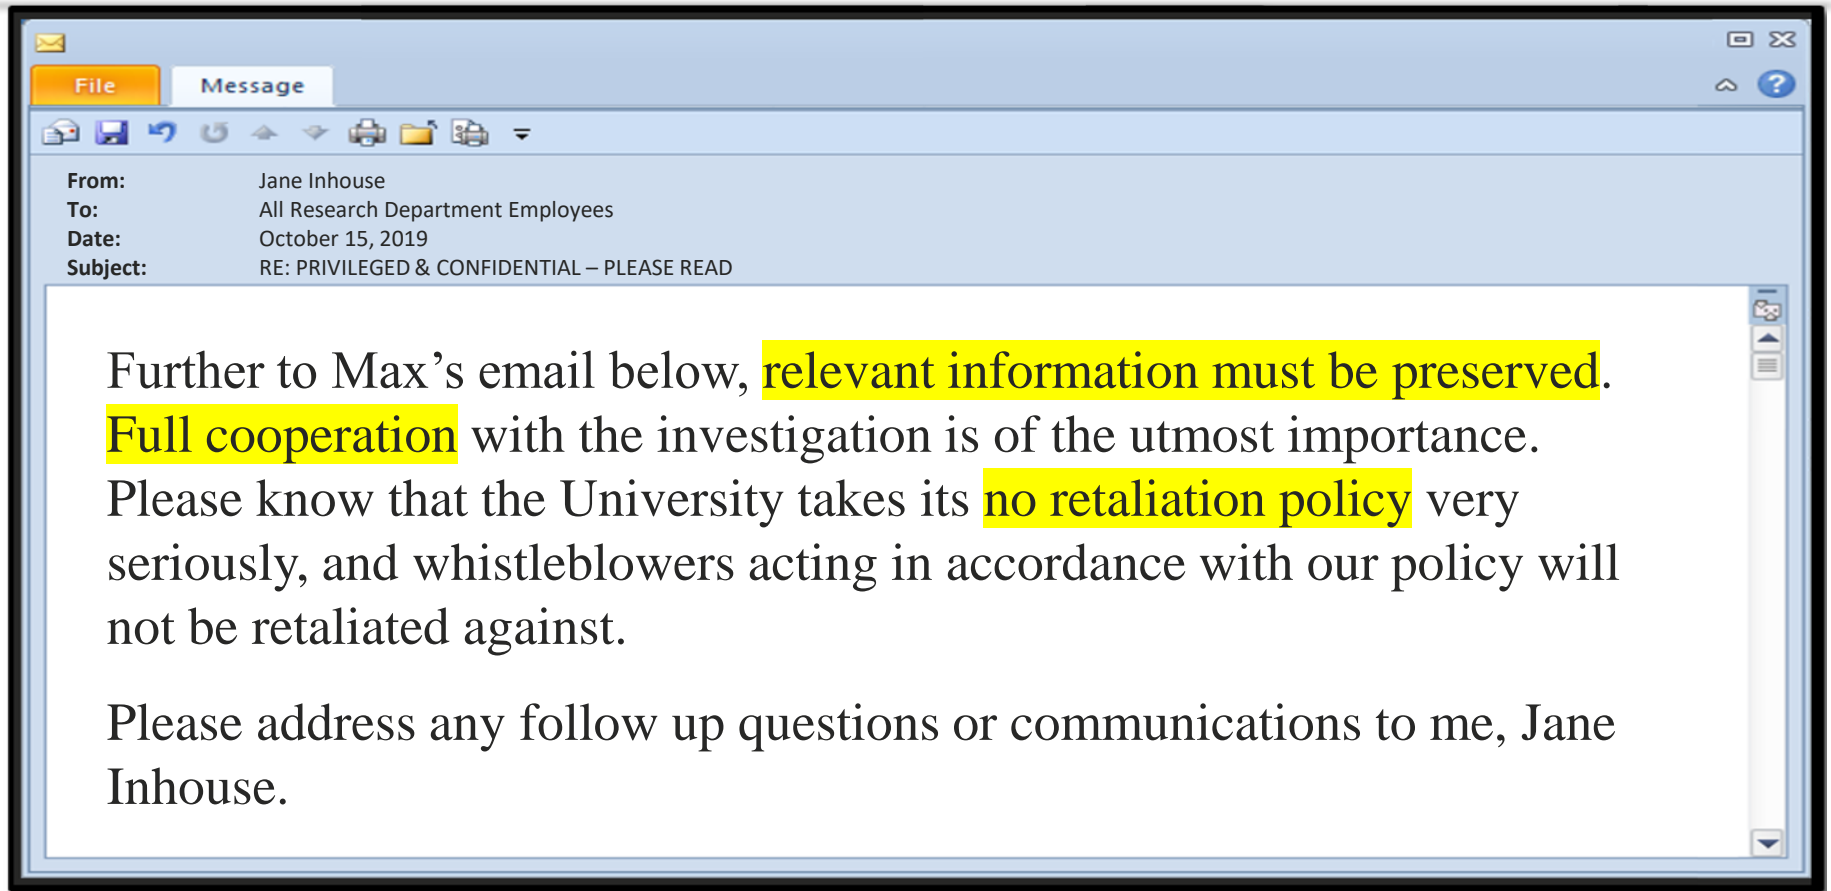 File Message
From: Jane Inhouse
To: All Research Department Employees
Date: October 15, 2019
Subject: RE: PRIVILEGED & CONFIDENTIAL – PLEASE READ
Further to Max’s email below, relevant information must be preserved.
Full cooperation with the investigation is of the utmost importance.
Please know that the University takes its no retaliation policy very
seriously, and whistleblowers acting in accordance with our policy will
not be retaliated against.
Please address any follow up questions or communications to me, Jane
Inhouse.